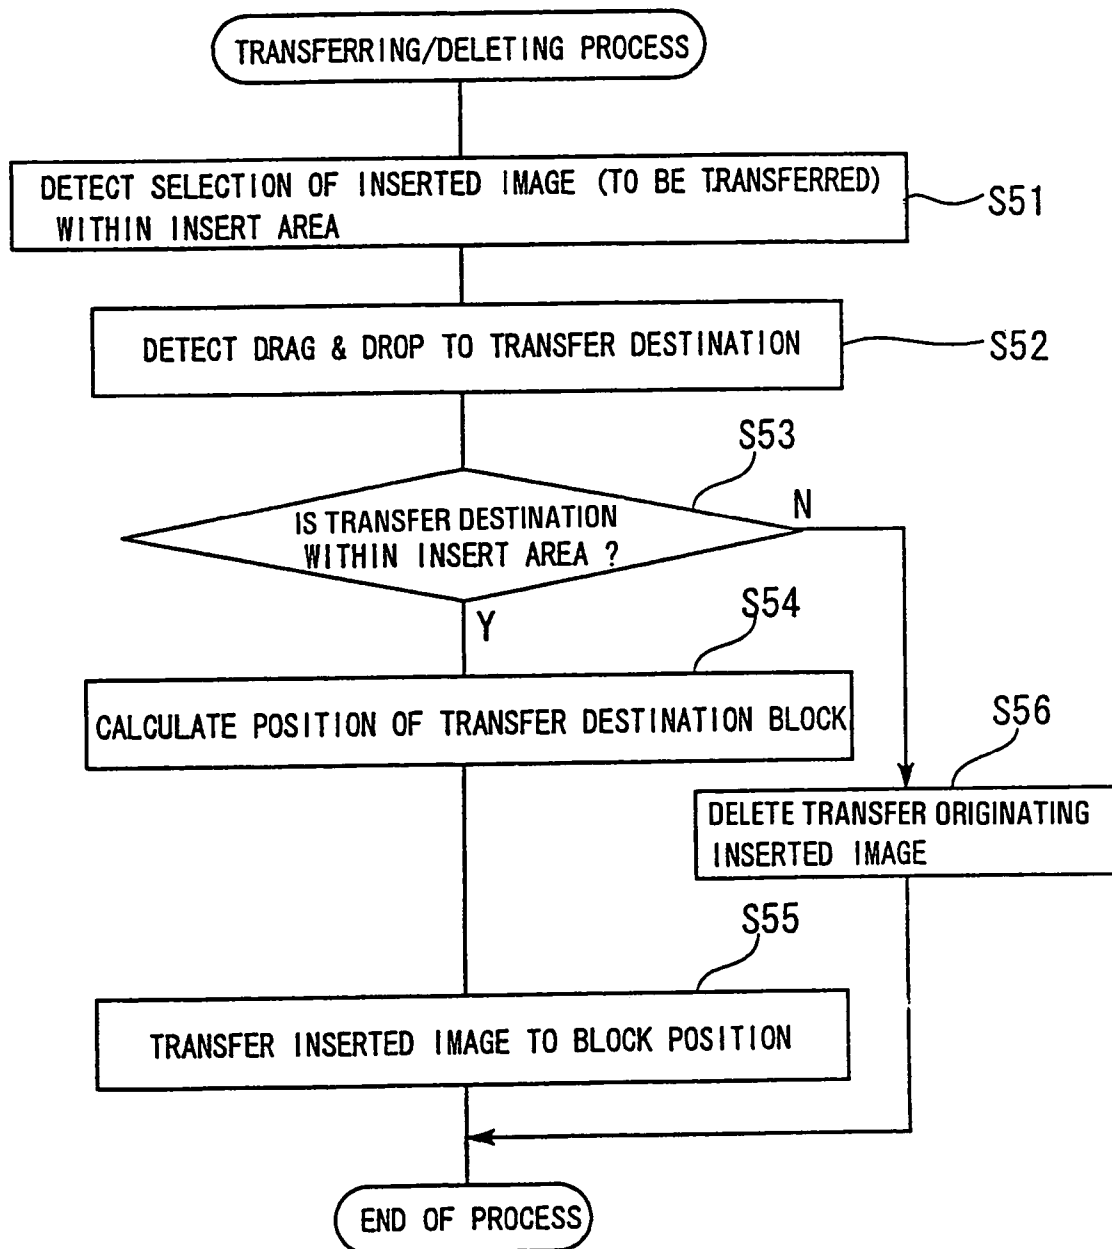 TRANSFERRING/DELETING PROCESS
DETECT SELECTION OF INSERTED IMAGE (TO BE TRANSFERRED)
WITHIN INSERT AREA
S51
DETECT DRAG & DROP TO TRANSFER DESTINATION
S52
S53
IS TRANSFER DESTINATION
WITHIN INSERT AREA ?
N
Y
S54
CALCULATE POSITION OF TRANSFER DESTINATION BLOCK
S56
DELETE TRANSFER ORIGINATING
INSERTED IMAGE
S55
TRANSFER INSERTED IMAGE TO BLOCK POSITION
END OF PROCESS